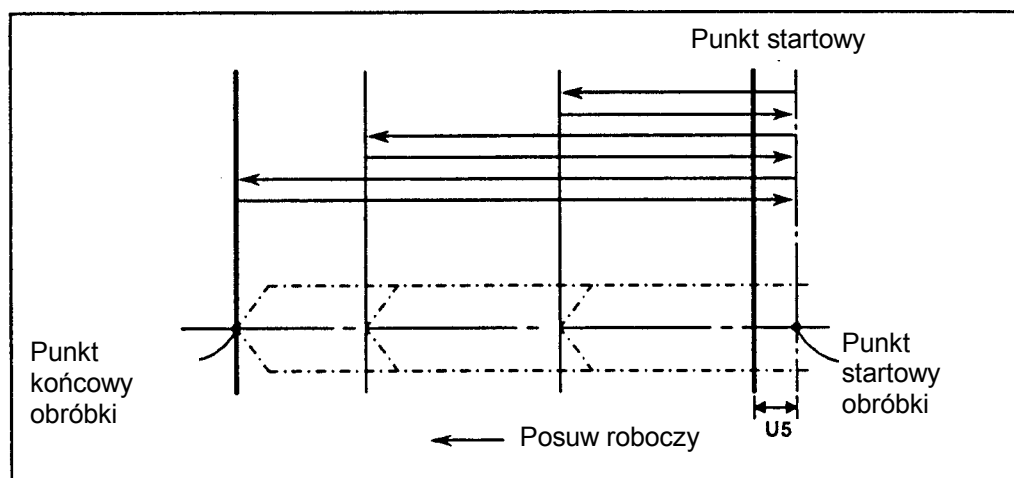 Punkt startowy
Punkt
końcowy
obróbki
Punkt
startowy
obróbki
U5
Posuw roboczy